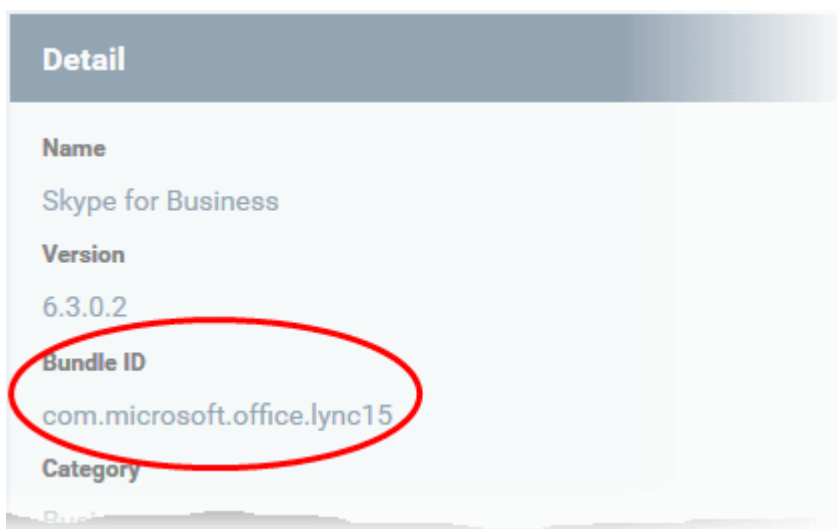 Detail
Name
Skype for Business
Version
6.3.0.2
Bundle ID
com.microsoft.office.lync15
Category